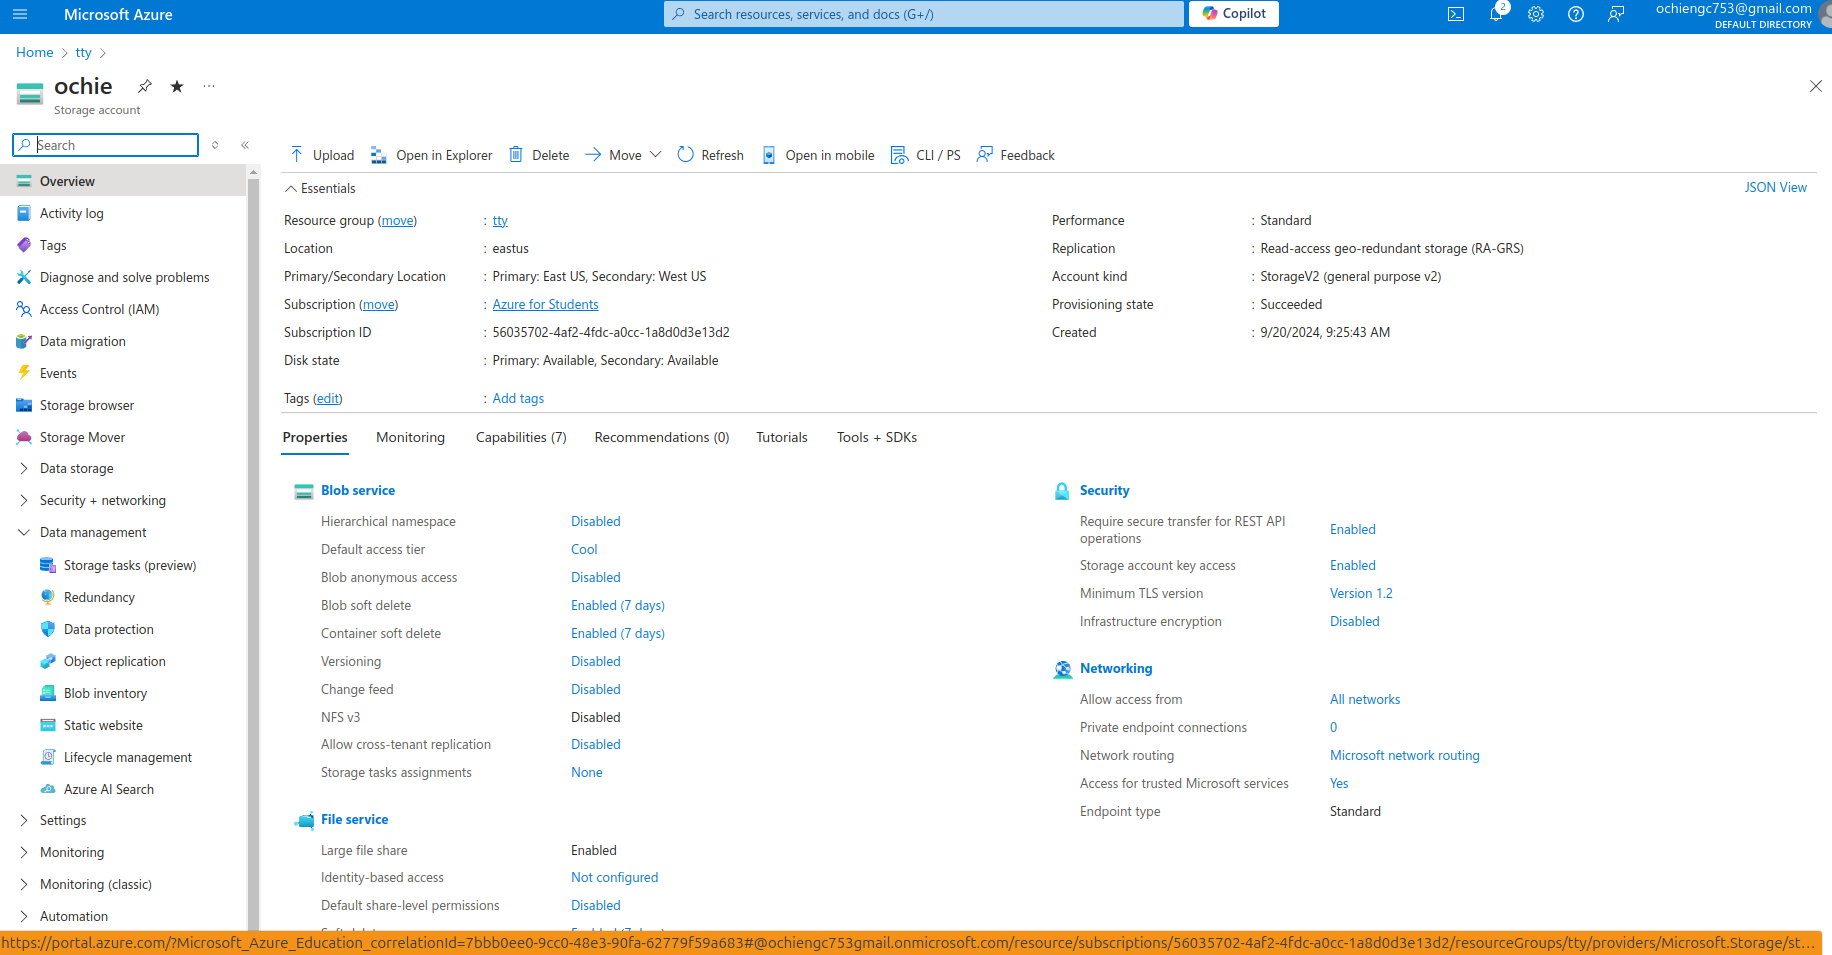 Microsoft Azure
Search resources, services, and docs (G+/)
Copilot
2
ochiengc753@gmail.com
DEFAULT DIRECTORY
Home > tty >
ochie
Storage account
Search
Overview
Activity log
Tags
Diagnose and solve problems
Access Control (IAM)
Data migration
Events
Storage browser
Storage Mover
Data storage
Security + networking
Data management
Storage tasks (preview)
Redundancy
Data protection
Object replication
Blob inventory
Static website
Lifecycle management
Azure AI Search
Settings
Monitoring
Monitoring (classic)
Automation
Upload Open in Explorer Delete Move Refresh Open in mobile CLI / PS Feedback
Essentials
JSON View
Resource group (move) : tty
Location : eastus
Primary/Secondary Location : Primary: East US, Secondary: West US
Subscription (move) : Azure for Students
Subscription ID : 56035702-4af2-4fdc-a0cc-1a8d0d3e13d2
Disk state : Primary: Available, Secondary: Available
Tags (edit) : Add tags
Performance : Standard
Replication : Read-access geo-redundant storage (RA-GRS)
Account kind : StorageV2 (general purpose v2)
Provisioning state : Succeeded
Created : 9/20/2024, 9:25:43 AM
Properties Monitoring Capabilities (7) Recommendations (0) Tutorials Tools + SDKs
Blob service
Hierarchical namespace Disabled
Default access tier Cool
Blob anonymous access Disabled
Blob soft delete Enabled (7 days)
Container soft delete Enabled (7 days)
Versioning Disabled
Change feed Disabled
NFS v3 Disabled
Allow cross-tenant replication Disabled
Storage tasks assignments None
File service
Large file share Enabled
Identity-based access Not configured
Default share-level permissions Disabled
Security
Require secure transfer for REST API
operations Enabled
Storage account key access Enabled
Minimum TLS version Version 1.2
Infrastructure encryption Disabled
Networking
Allow access from All networks
Private endpoint connections 0
Network routing Microsoft network routing
Access for trusted Microsoft services Yes
Endpoint type Standard
https://portal.azure.com/?Microsoft_Azure_Education_correlationId=7bbb0ee0-9cc0-48e3-90fa-62779f59a683#@ochiengc753gmail.onmicrosoft.com/resource/subscriptions/56035702-4af2-4fdc-a0cc-1a8d0d3e13d2/resourceGroups/tty/providers/Microsoft.Storage/st…